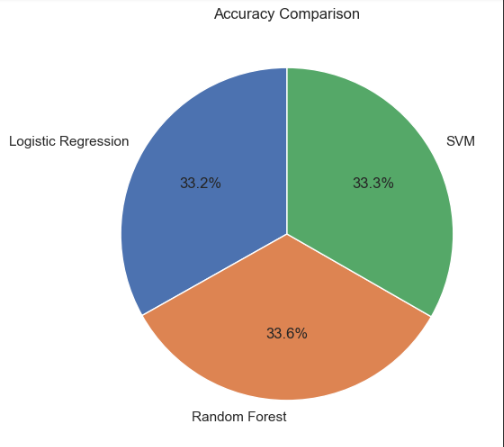 Accuracy Comparison
Logistic Regression
SVM
33.2%
33.3%
33.6%
Random Forest